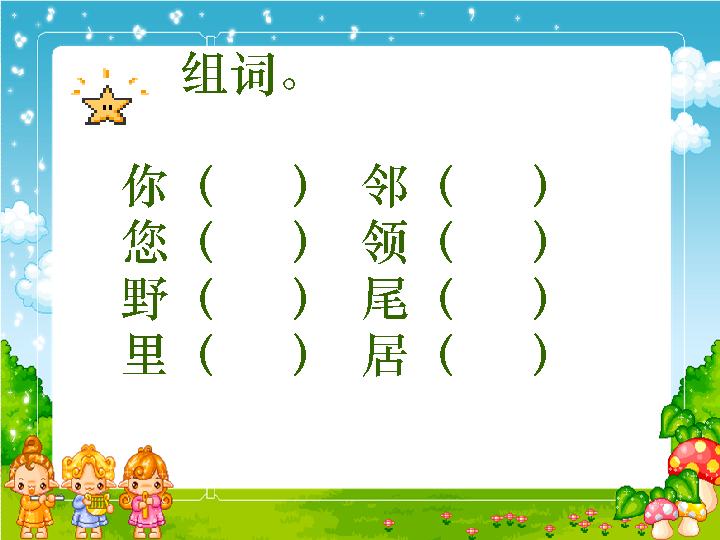 组词。
你（　　）邻（　　）
您（　　）领（　　）
野（　　）尾（　　）
里（　　）居（　　）